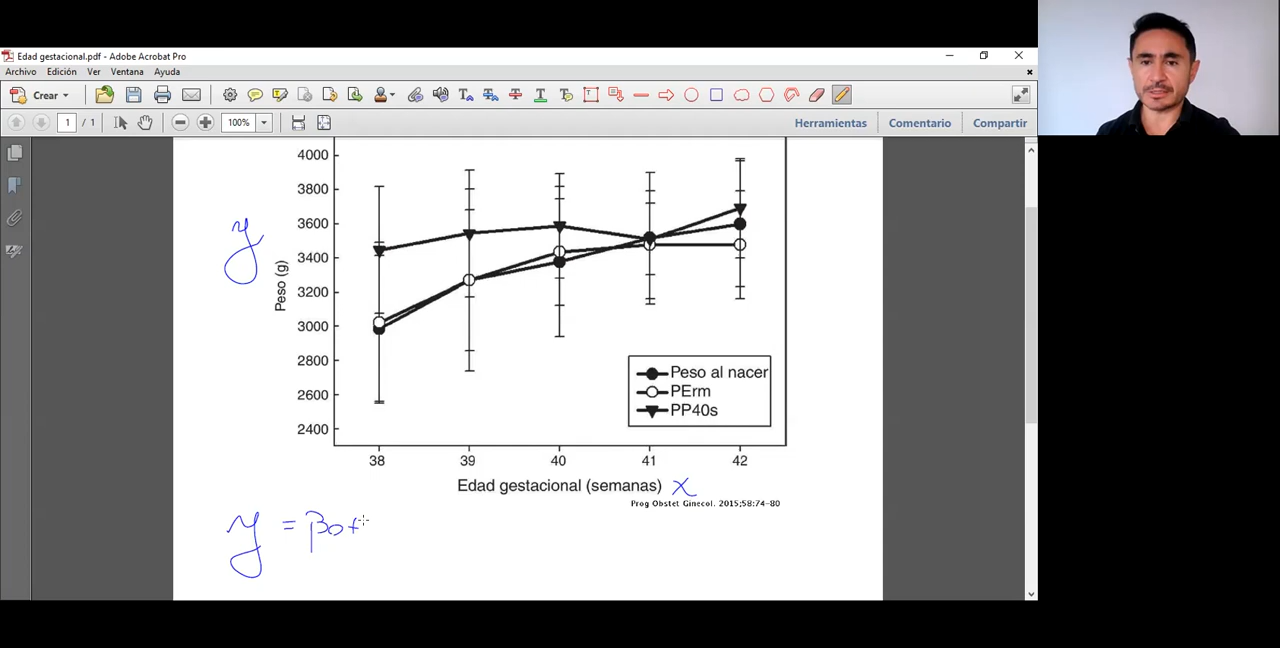 Edad gestacional.pdf - Adobe Acrobat Pro
Archivo Edición Ver Ventana Ayuda
Crear
1 / 1
100%
Herramientas Comentario Compartir
4000
3800
3600
3400
3200
3000
2800
2600
2400
Peso (g)
y
Peso al nacer
PErm
PP40s
38 39 40 41 42
Edad gestacional (semanas) x
Prog Obstet Ginecol. 2015;58:74-80
y = β0 +